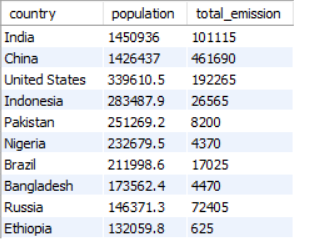 country population total_emission
India 1450936 101115
China 1426437 461690
United States 339610.5 192265
Indonesia 283487.9 26565
Pakistan 251269.2 8200
Nigeria 232679.5 4370
Brazil 211998.6 17025
Bangladesh 173562.4 4470
Russia 146371.3 72405
Ethiopia 132059.8 625